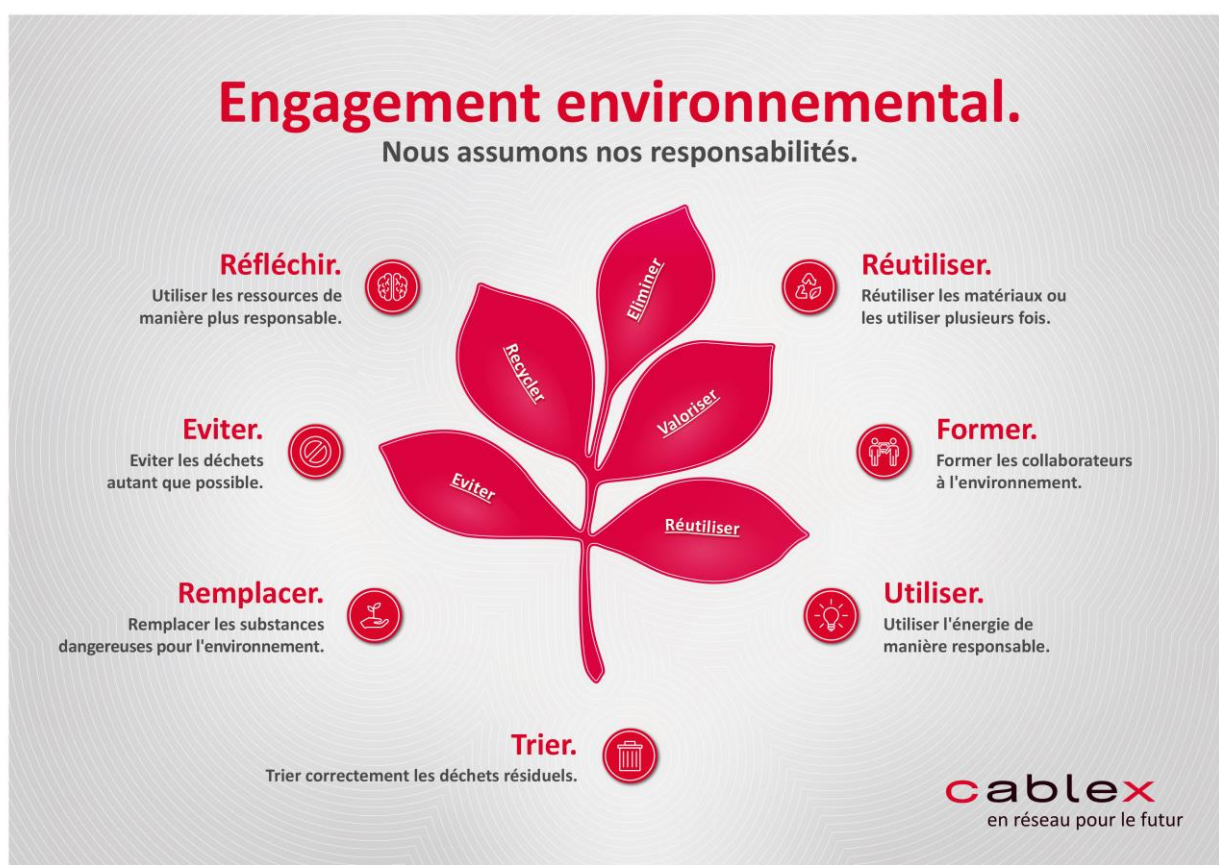 Engagement environnemental.
Nous assumons nos responsabilités.
Réfléchir.
Utiliser les ressources de
manière plus responsable.
Eviter.
Eviter les déchets
autant que possible.
Remplacer.
Remplacer les substances
dangereuses pour l'environnement.
Eliminer
Recycler
Valoriser
Eviter
Réutiliser
Réutiliser.
Réutiliser les matériaux ou
les utiliser plusieurs fois.
Former.
Former les collaborateurs
à l'environnement.
Utiliser.
Utiliser l'énergie de
manière responsable.
Trier.
Trier correctement les déchets résiduels.
cablex
en réseau pour le futur